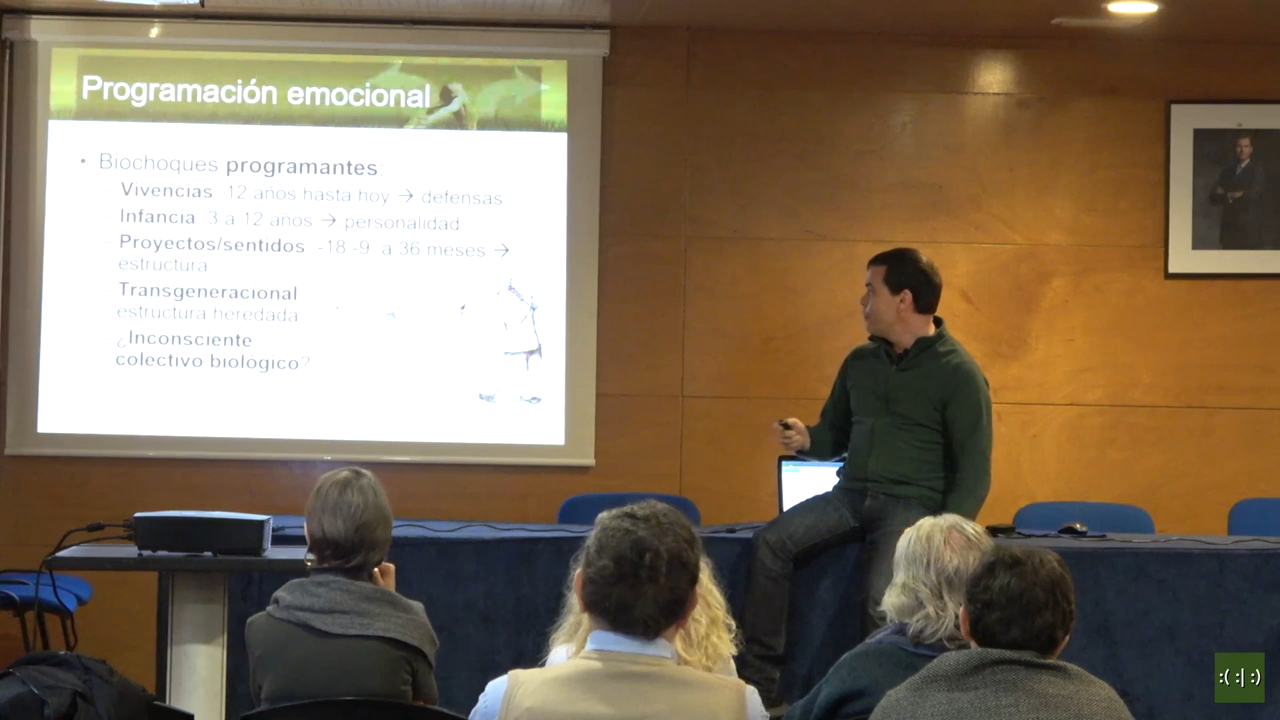 Programación emocional
• Biochoques programantes:
Vivencias 12 años hasta hoy → defensas
Infancia 3 a 12 años → personalidad
Proyectos/sentidos -18 -9 a 36 meses →
estructura
Transgeneracional
estructura heredada
¿Inconsciente
colectivo biológico?
:( :| :)